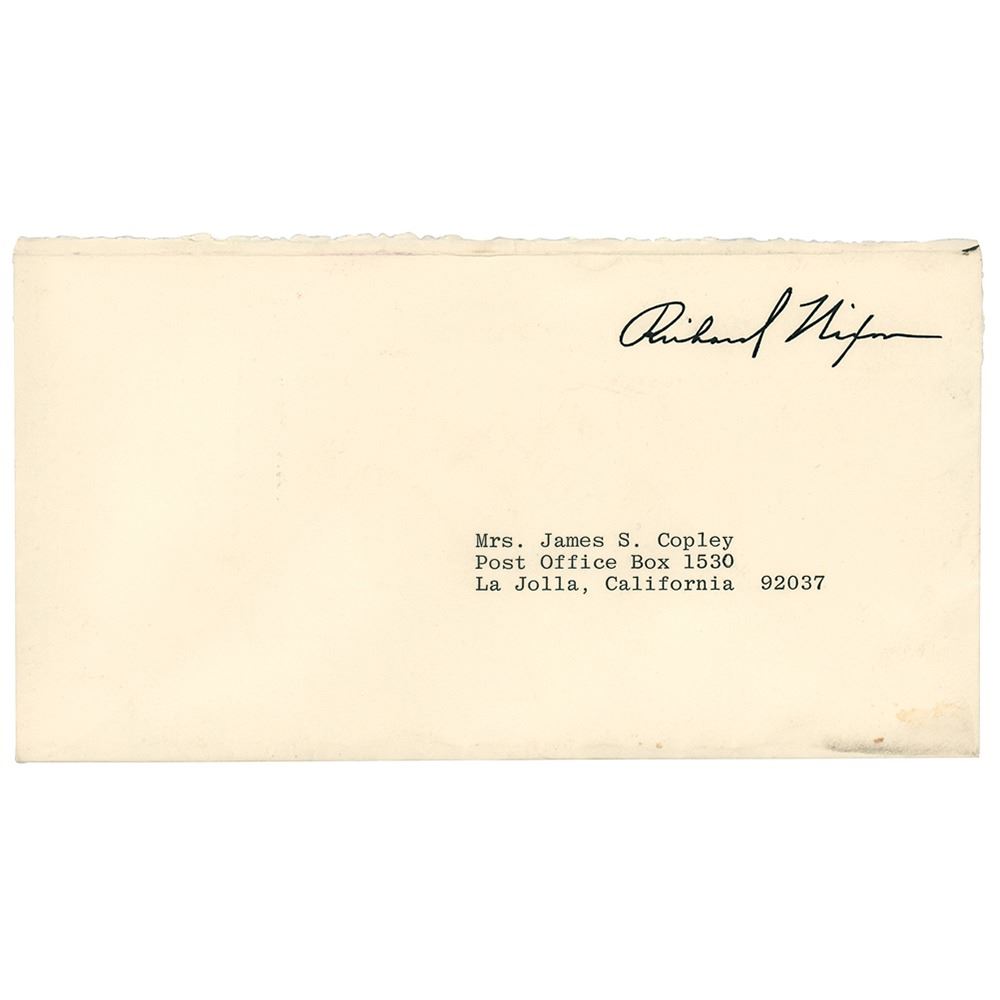 Richard Nixon
Mrs. James S. Copley
Post Office Box 1530
La Jolla, California  92037